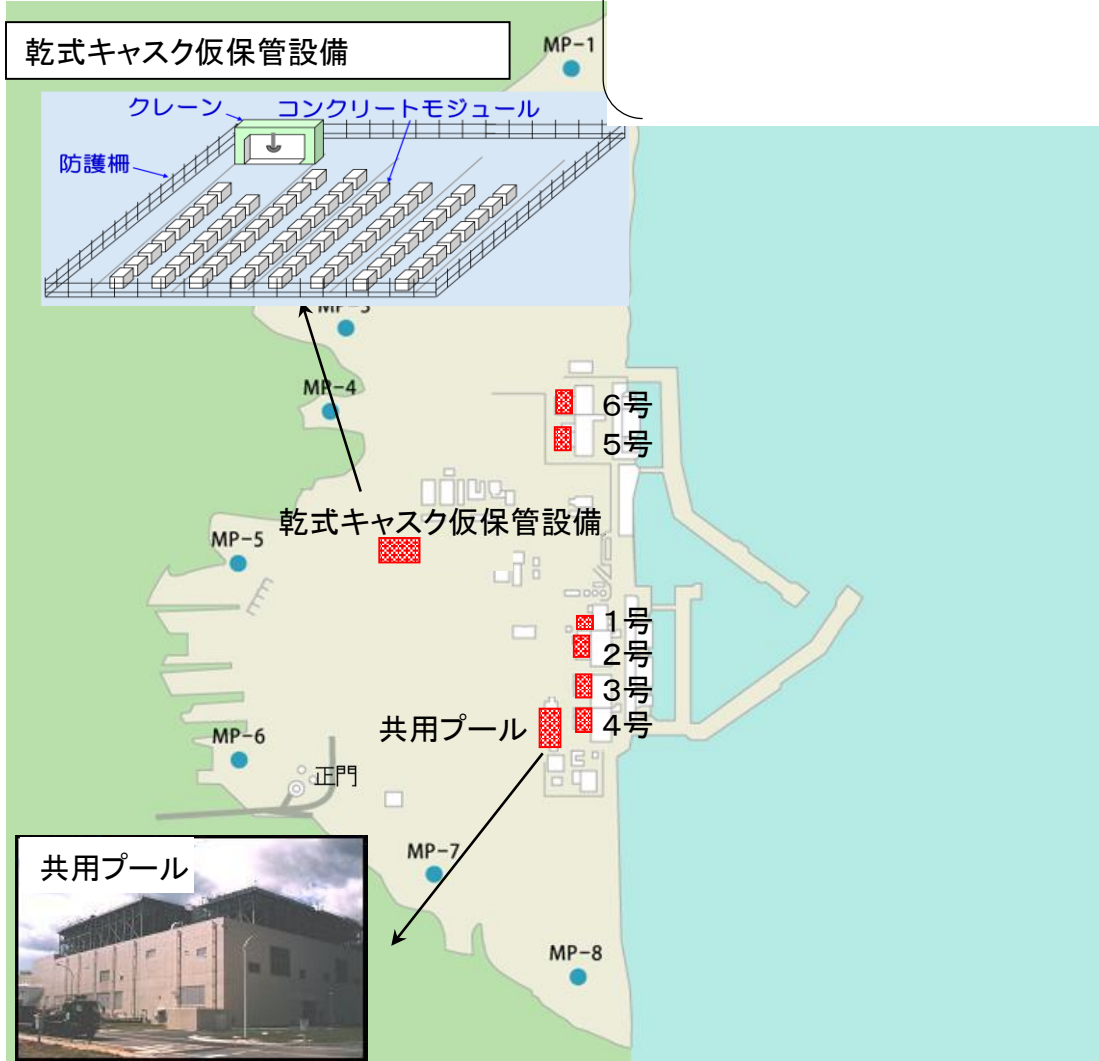 乾式キャスク仮保管設備
MP-1
クレーン
コンクリートモジュール
防護柵
MP-3
MP-4
6号
5号
乾式キャスク仮保管設備
MP-5
1号
2号
3号
4号
共用プール
MP-6
正門
共用プール
MP-7
MP-8